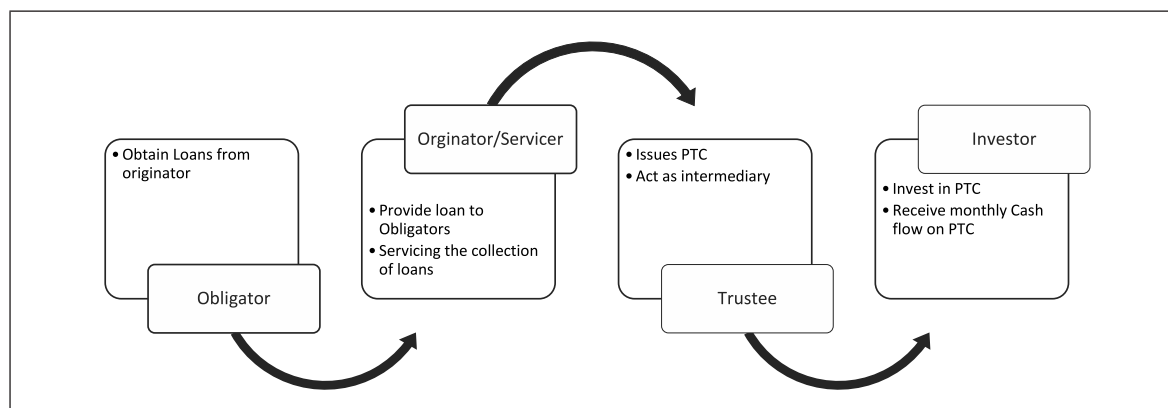 • Obtain Loans from
originator
Obligator
Orginator/Servicer
• Provide loan to
Obligators
• Servicing the collection
of loans
• Issues PTC
• Act as intermediary
Trustee
Investor
• Invest in PTC
• Receive monthly Cash
flow on PTC